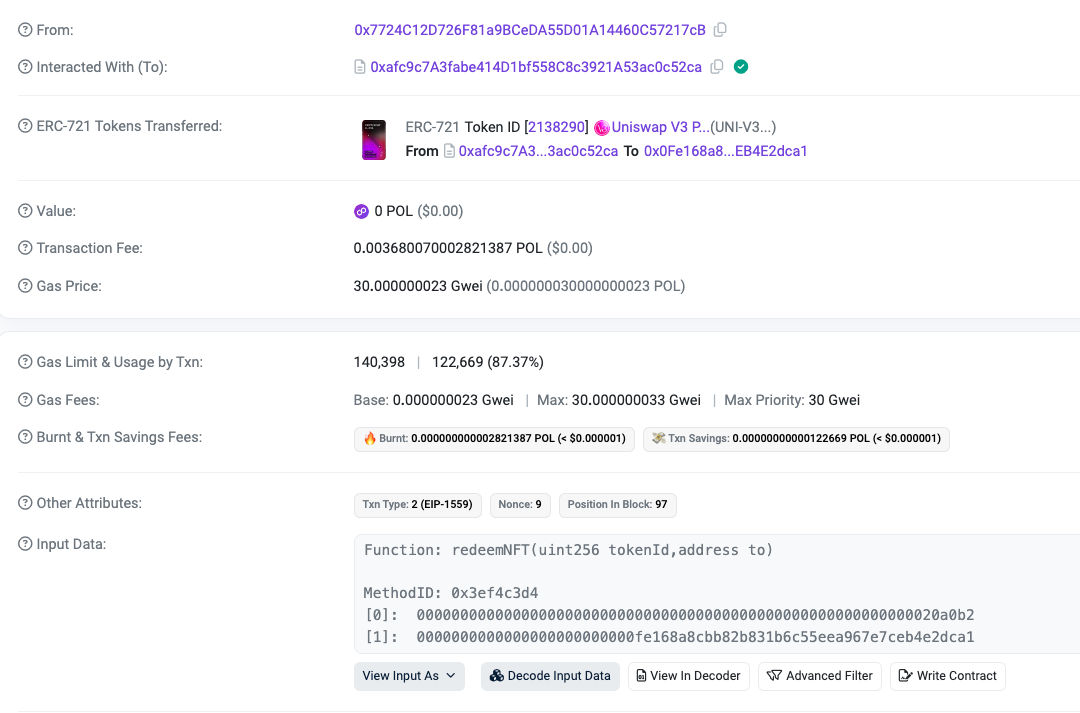 From:
0x7724C12D726F81a9BCeDA55D01A14460C57217cB
Interacted With (To):
0xafc9c7A3fabe414D1bf558C8c3921A53ac0c52ca
ERC-721 Tokens Transferred:
ERC-721 Token ID [2138290] Uniswap V3 P...(UNI-V3...)
From 0xafc9c7A3...3ac0c52ca To 0x0Fe168a8...EB4E2dca1
Value:
0 POL ($0.00)
Transaction Fee:
0.003680070002821387 POL ($0.00)
Gas Price:
30.000000023 Gwei (0.000000030000000023 POL)
Gas Limit & Usage by Txn:
140,398 | 122,669 (87.37%)
Gas Fees:
Base: 0.000000023 Gwei | Max: 30.000000033 Gwei | Max Priority: 30 Gwei
Burnt & Txn Savings Fees:
Burnt: 0.000000000002821387 POL (< $0.000001) Txn Savings: 0.00000000000122669 POL (< $0.000001)
Other Attributes:
Txn Type: 2 (EIP-1559) Nonce: 9 Position In Block: 97
Input Data:
Function: redeemNFT(uint256 tokenId,address to)
MethodID: 0x3ef4c3d4
[0]: 000000000000000000000000000000000000000000000000000000000020a0b2
[1]: 0000000000000000000000000fe168a8cbb82b831b6c55eea967e7ceb4e2dca1
View Input As Decode Input Data View In Decoder Advanced Filter Write Contract